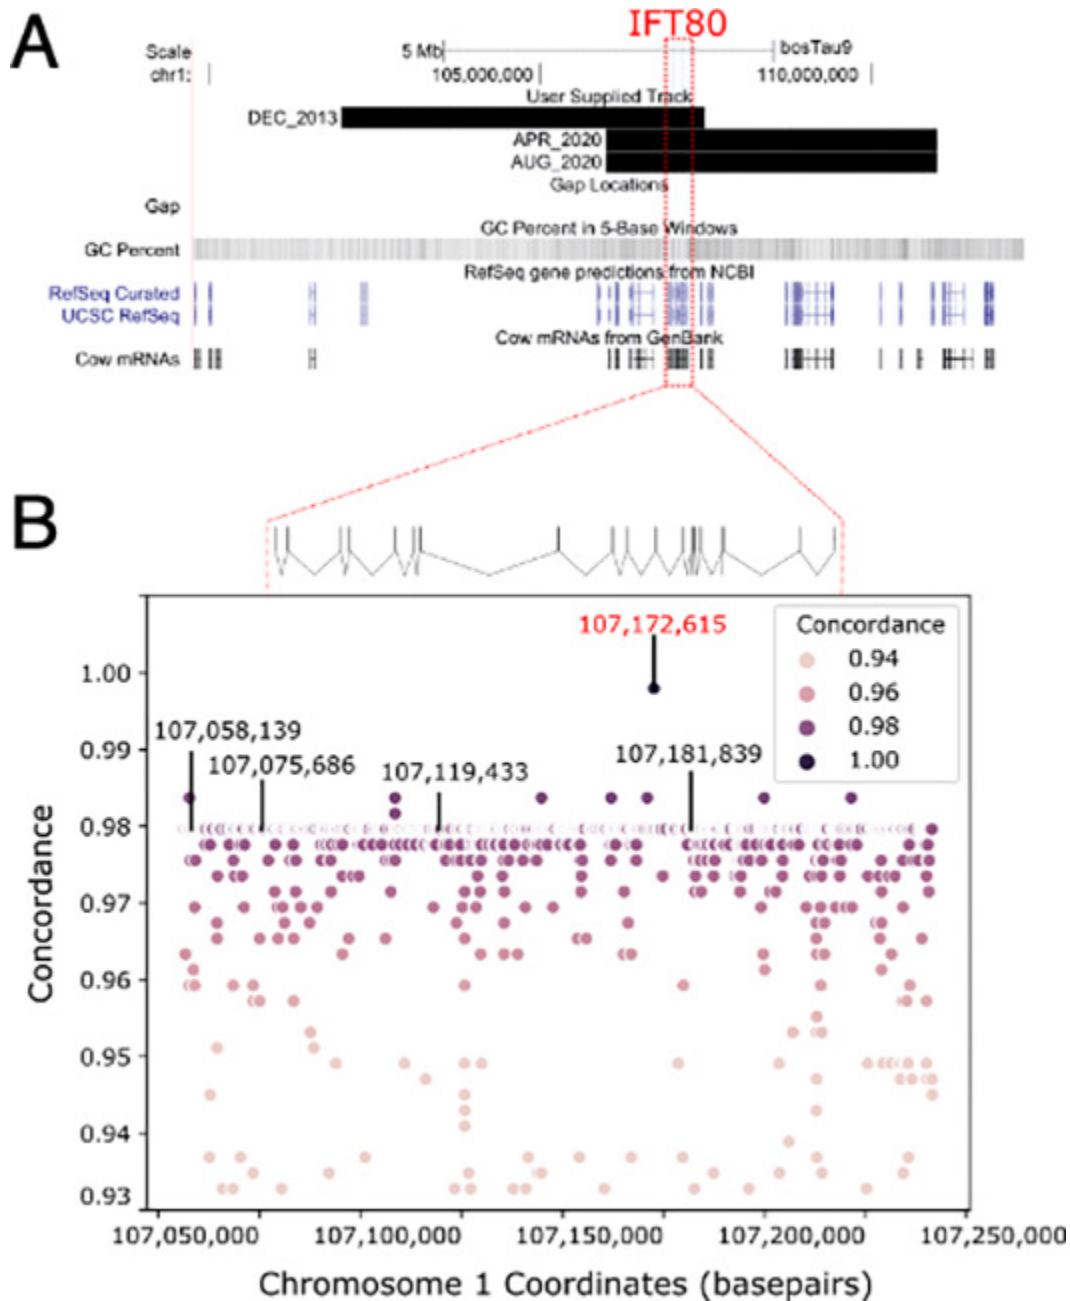 A
IFT80
Scale 5 Mb bosTau9
chr1: 105,000,000 110,000,000
User Supplied Track
DEC_2013
APR_2020
AUG_2020
Gap Locations
Gap
GC Percent in 5-Base Windows
GC Percent
RefSeq gene predictions from NCBI
RefSeq Curated
UCSC RefSeq
Cow mRNAs from GenBank
Cow mRNAs
B
107,172,615
Concordance
0.94
0.96
0.98
1.00
107,058,139
107,075,686
107,119,433
107,181,839
Concordance
1.00
0.99
0.98
0.97
0.96
0.95
0.94
0.93
107,050,000 107,100,000 107,150,000 107,200,000 107,250,000
Chromosome 1 Coordinates (basepairs)